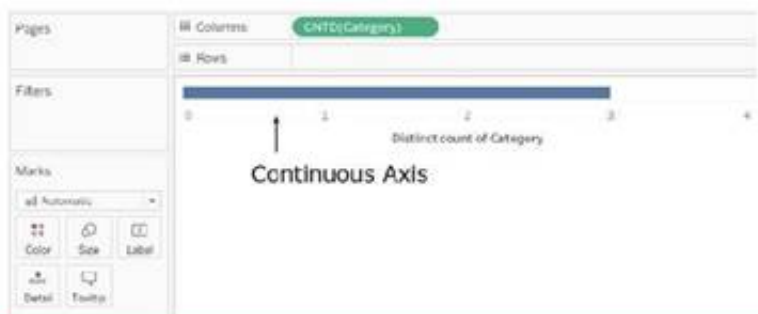 Pages
Columns
CNTD(Category)
Rows
Filters
0 1 2 3 4
Distinct count of Category
Continuous Axis
Marks
Automatic
Color Size Label
Detail Tooltip